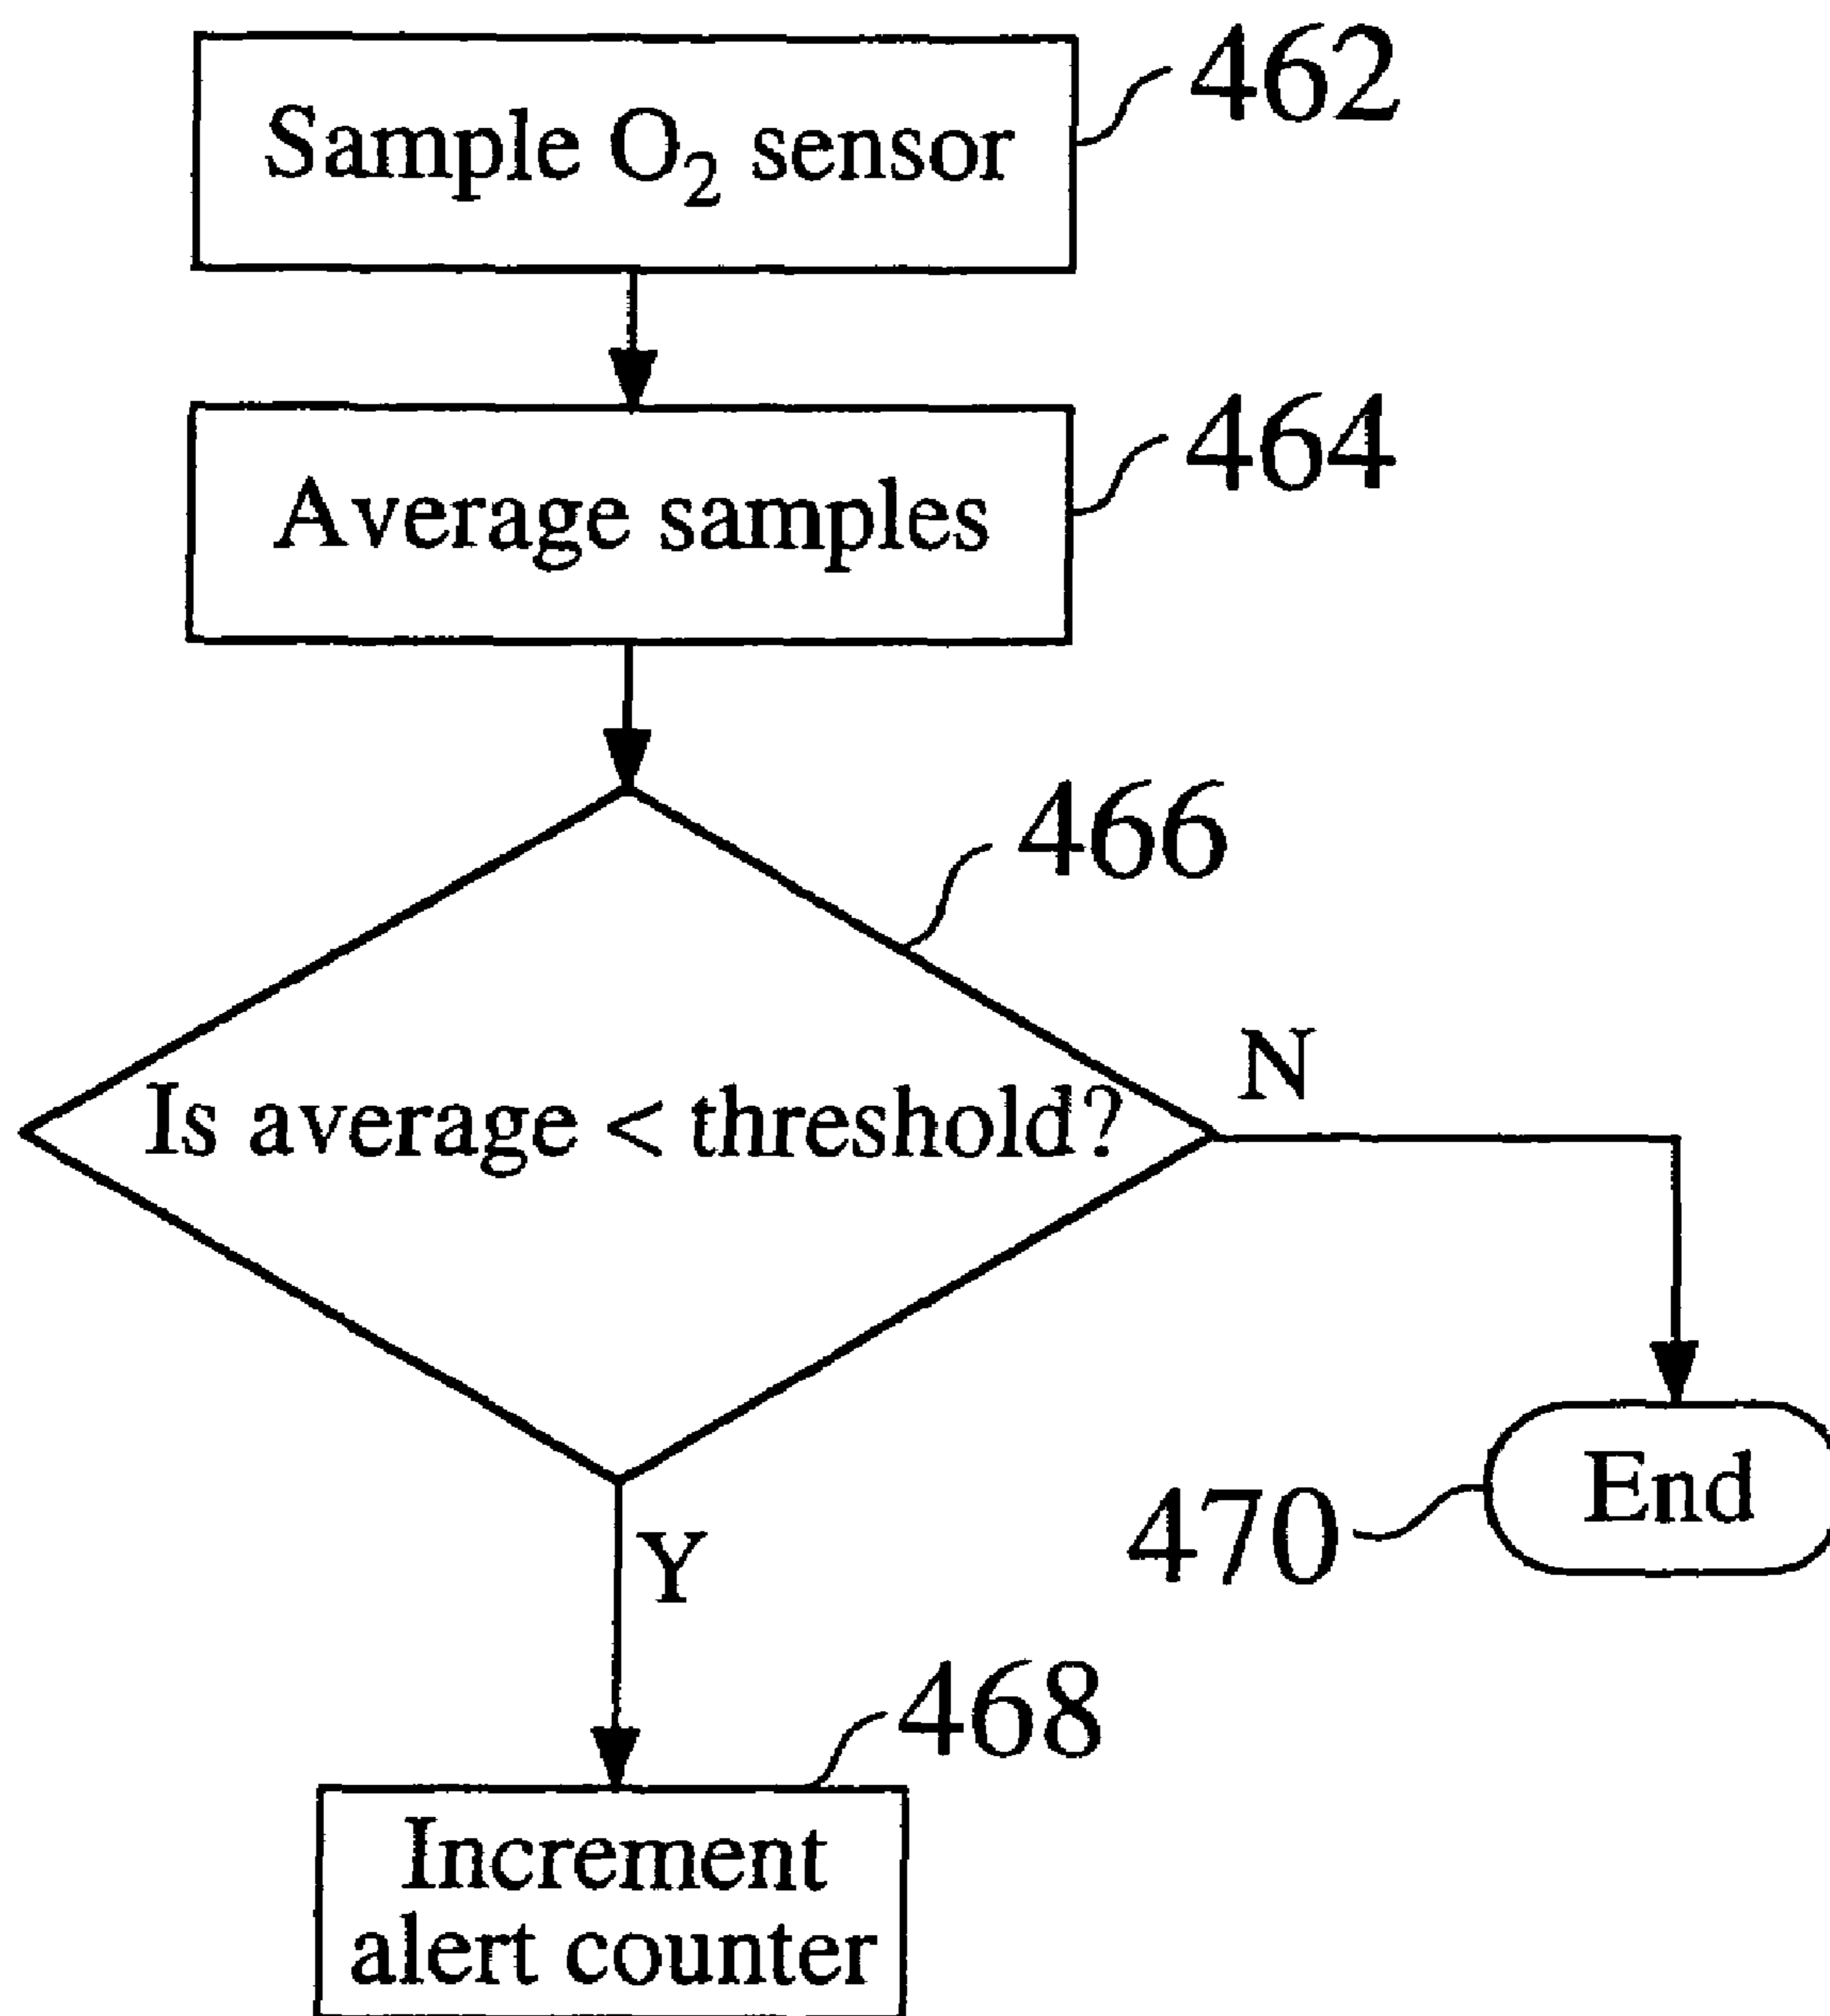 462
Sample O₂ sensor
464
Average samples
466
Is average < threshold?
N
Y
470
End
468
Increment
alert counter